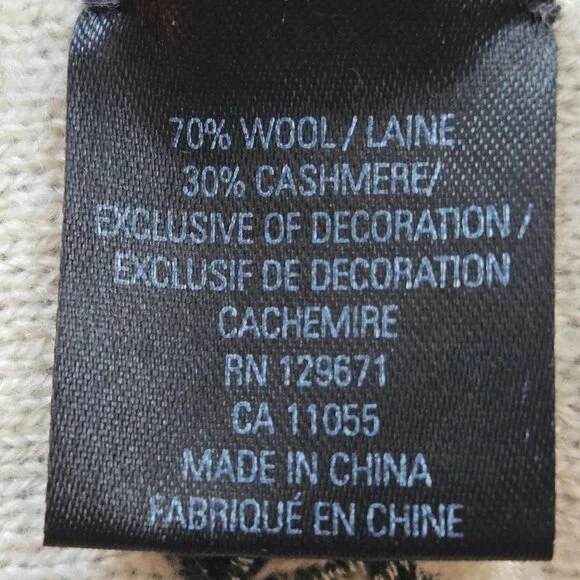 70% WOOL / LAINE
30% CASHMERE/
EXCLUSIVE OF DECORATION /
EXCLUSIF DE DECORATION
CACHEMIRE
RN 129671
CA 11055
MADE IN CHINA
FABRIQUÉ EN CHINE